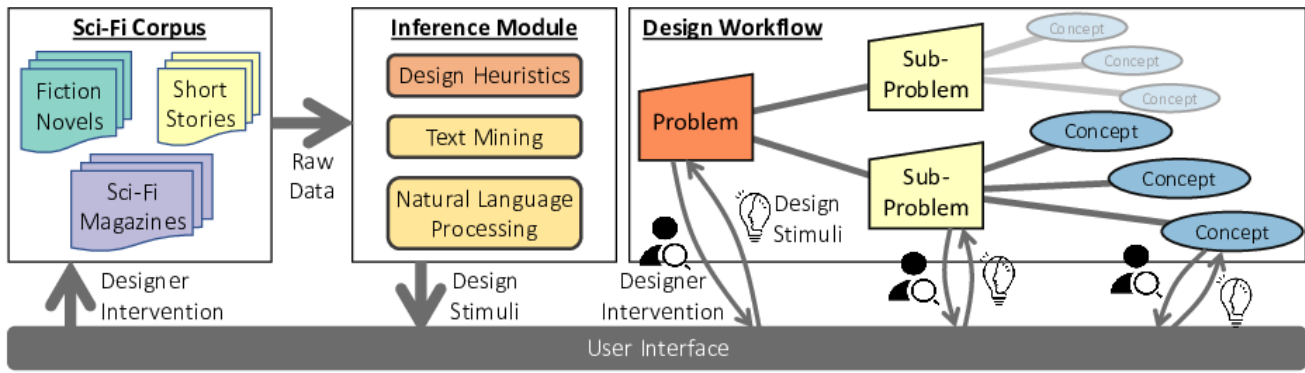 Sci-Fi Corpus
Fiction
Novels
Short
Stories
Sci-Fi
Magazines
Raw
Data
Inference Module
Design Heuristics
Text Mining
Natural Language
Processing
Design Workflow
Problem
Sub-
Problem
Concept
Concept
Concept
Sub-
Problem
Concept
Concept
Concept
Design
Stimuli
Designer
Intervention
Design
Stimuli
Designer
Intervention
User Interface